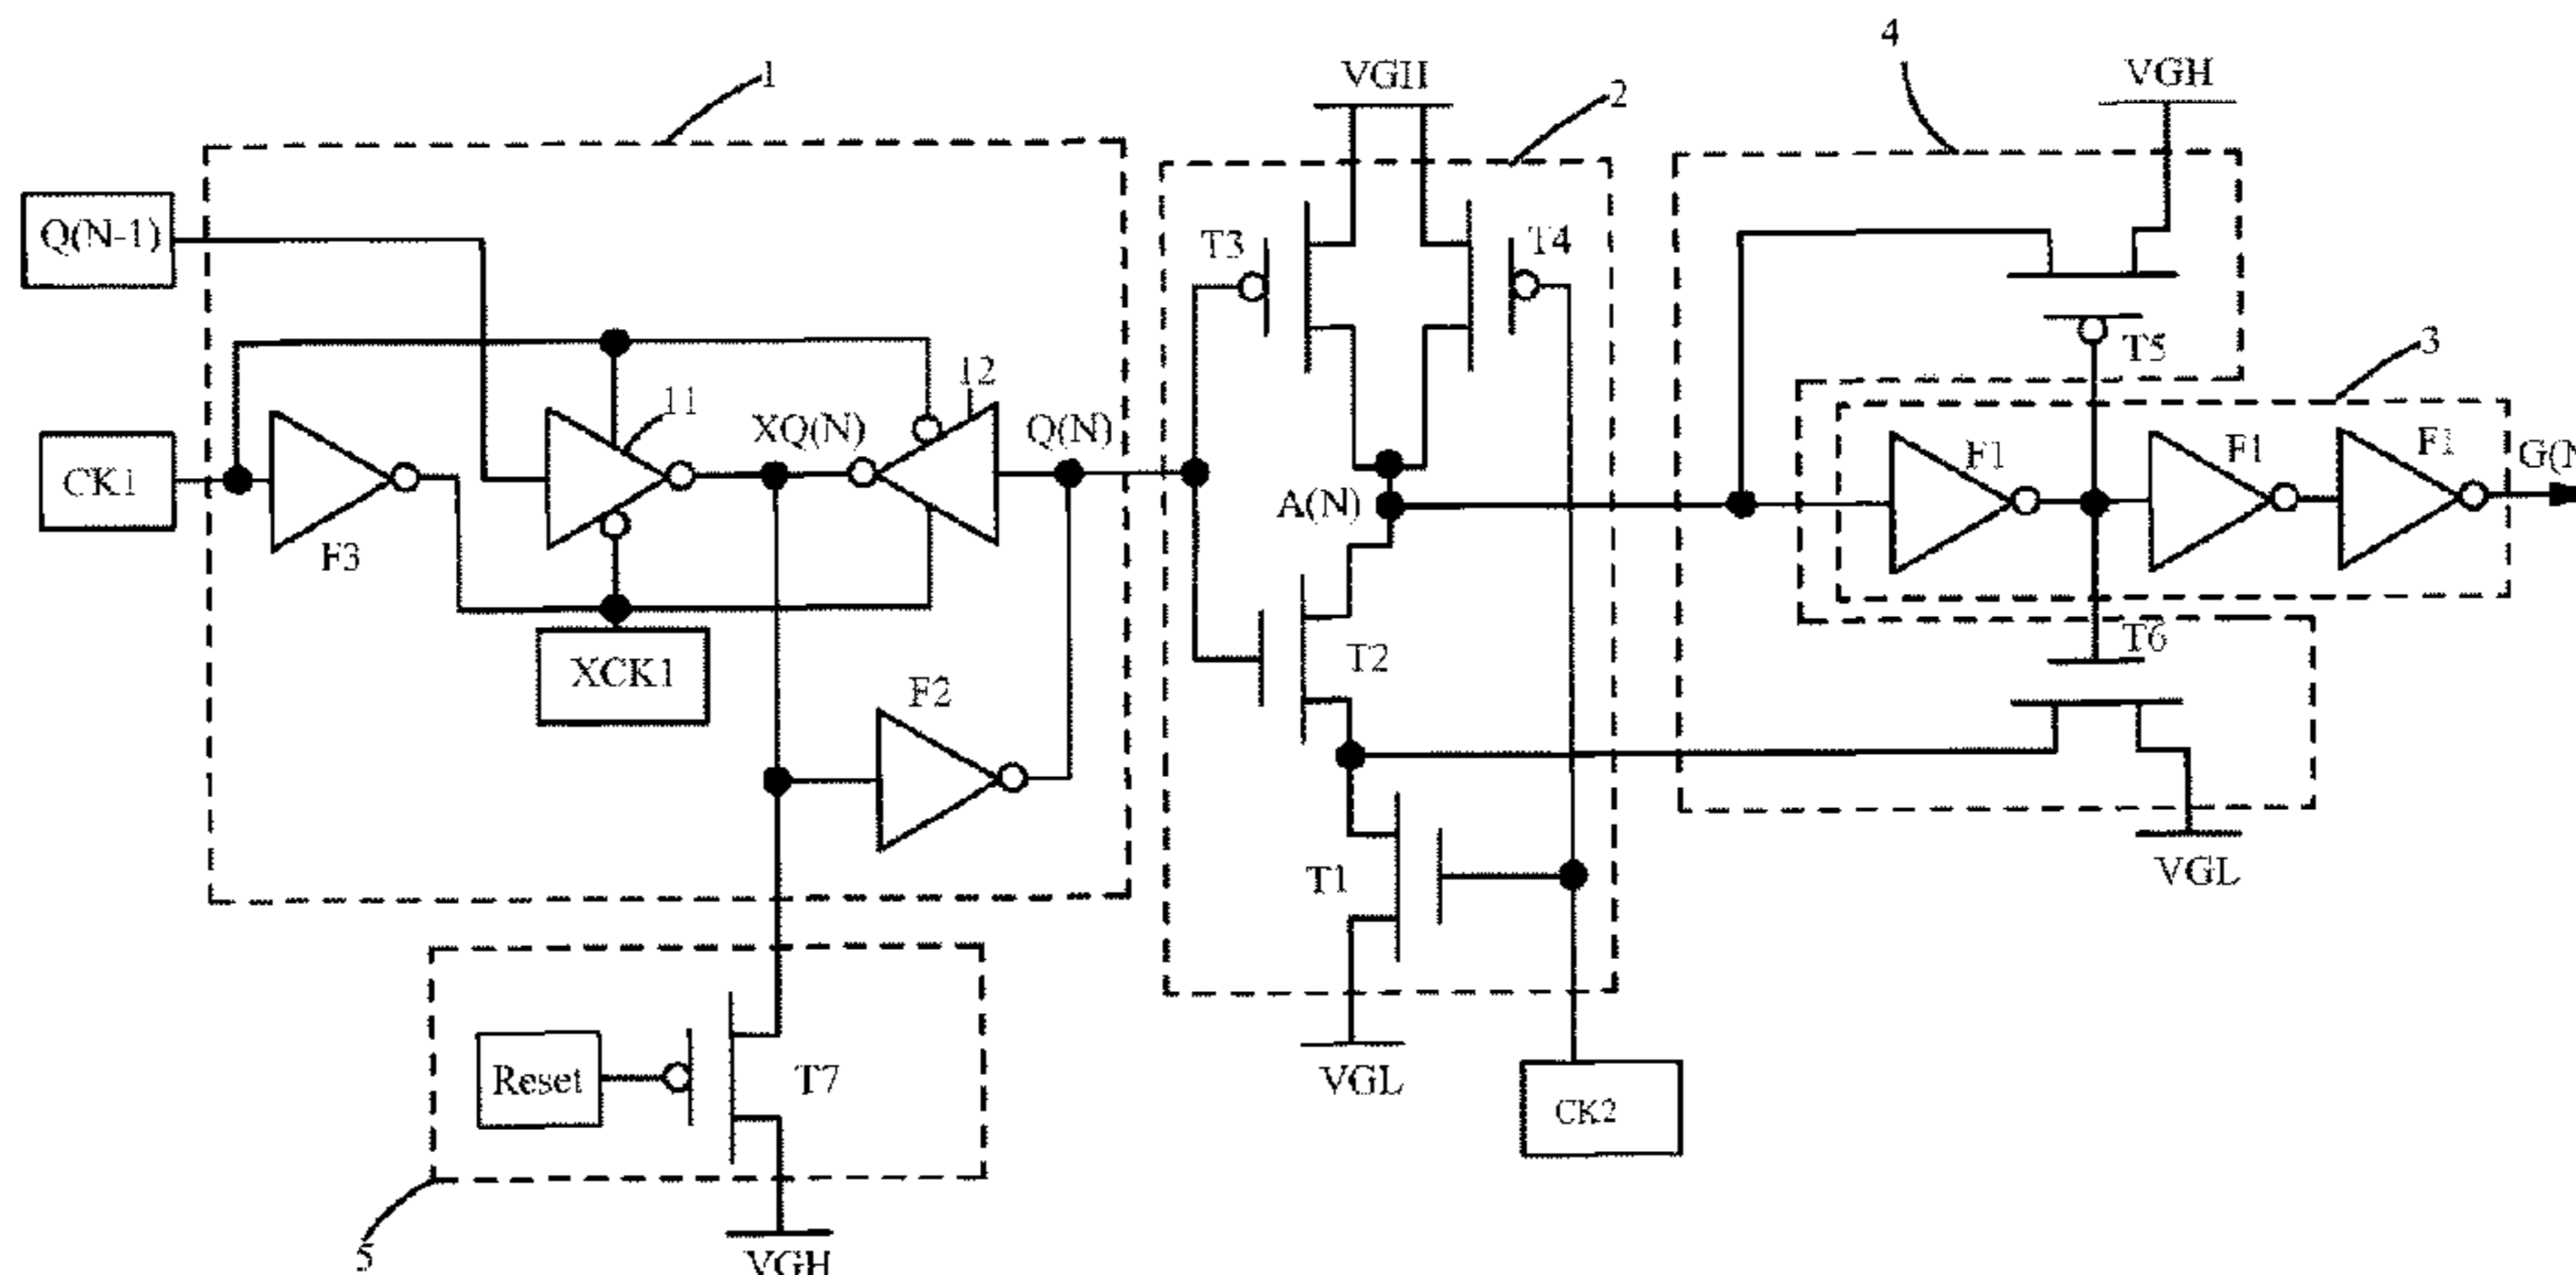 4
VGH
VGH
1
2
Q(N-1)
T3
T4
T5
3
12
11
XQ(N)
Q(N)
F1
F1
F1
G(N
CK1
A(N)
F3
T6
T2
XCK1
F2
T1
VGL
Reset
T7
VGL
CK2
5
VGH